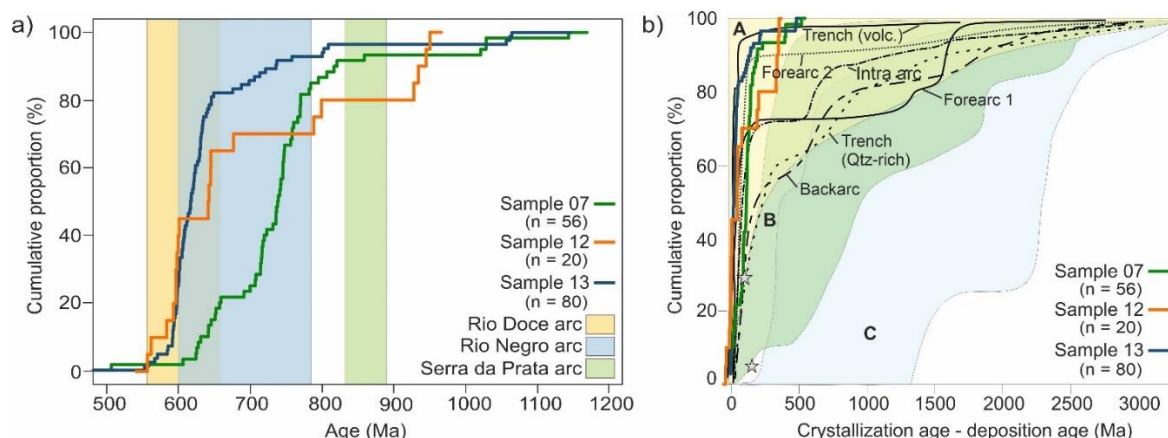 a)
Cumulative proportion (%)
100
80
60
40
20
0
Sample 07
(n = 56)
Sample 12
(n = 20)
Sample 13
(n = 80)
Rio Doce arc
Rio Negro arc
Serra da Prata arc
500 600 700 800 900 1000 1100 1200
Age (Ma)
b)
Cumulative proportion (%)
100
80
60
40
20
0
A
Trench (volc.)
Forearc 2
Intra arc
Forearc 1
Trench
(Qtz-rich)
Backarc
B
C
Sample 07
(n = 56)
Sample 12
(n = 20)
Sample 13
(n = 80)
0 500 1000 1500 2000 2500 3000
Crystallization age - deposition age (Ma)